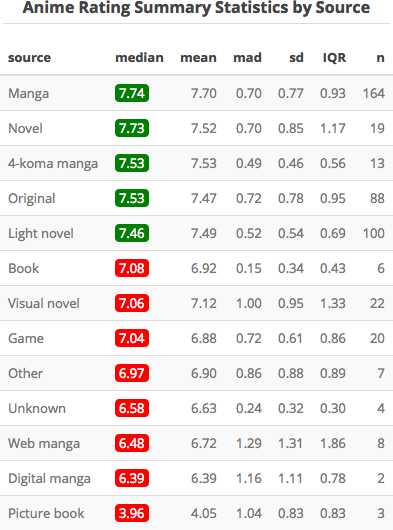 Anime Rating Summary Statistics by Source
source median mean mad sd IQR n
Manga 7.74 7.70 0.70 0.77 0.93 164
Novel 7.73 7.52 0.70 0.85 1.17 19
4-koma manga 7.53 7.53 0.49 0.46 0.56 13
Original 7.53 7.47 0.72 0.78 0.95 88
Light novel 7.46 7.49 0.52 0.54 0.69 100
Book 7.08 6.92 0.15 0.34 0.43 6
Visual novel 7.06 7.12 1.00 0.95 1.33 22
Game 7.04 6.88 0.72 0.61 0.86 20
Other 6.97 6.90 0.86 0.88 0.89 7
Unknown 6.58 6.63 0.24 0.32 0.30 4
Web manga 6.48 6.72 1.29 1.31 1.86 8
Digital manga 6.39 6.39 1.16 1.11 0.78 2
Picture book 3.96 4.05 1.04 0.83 0.83 3